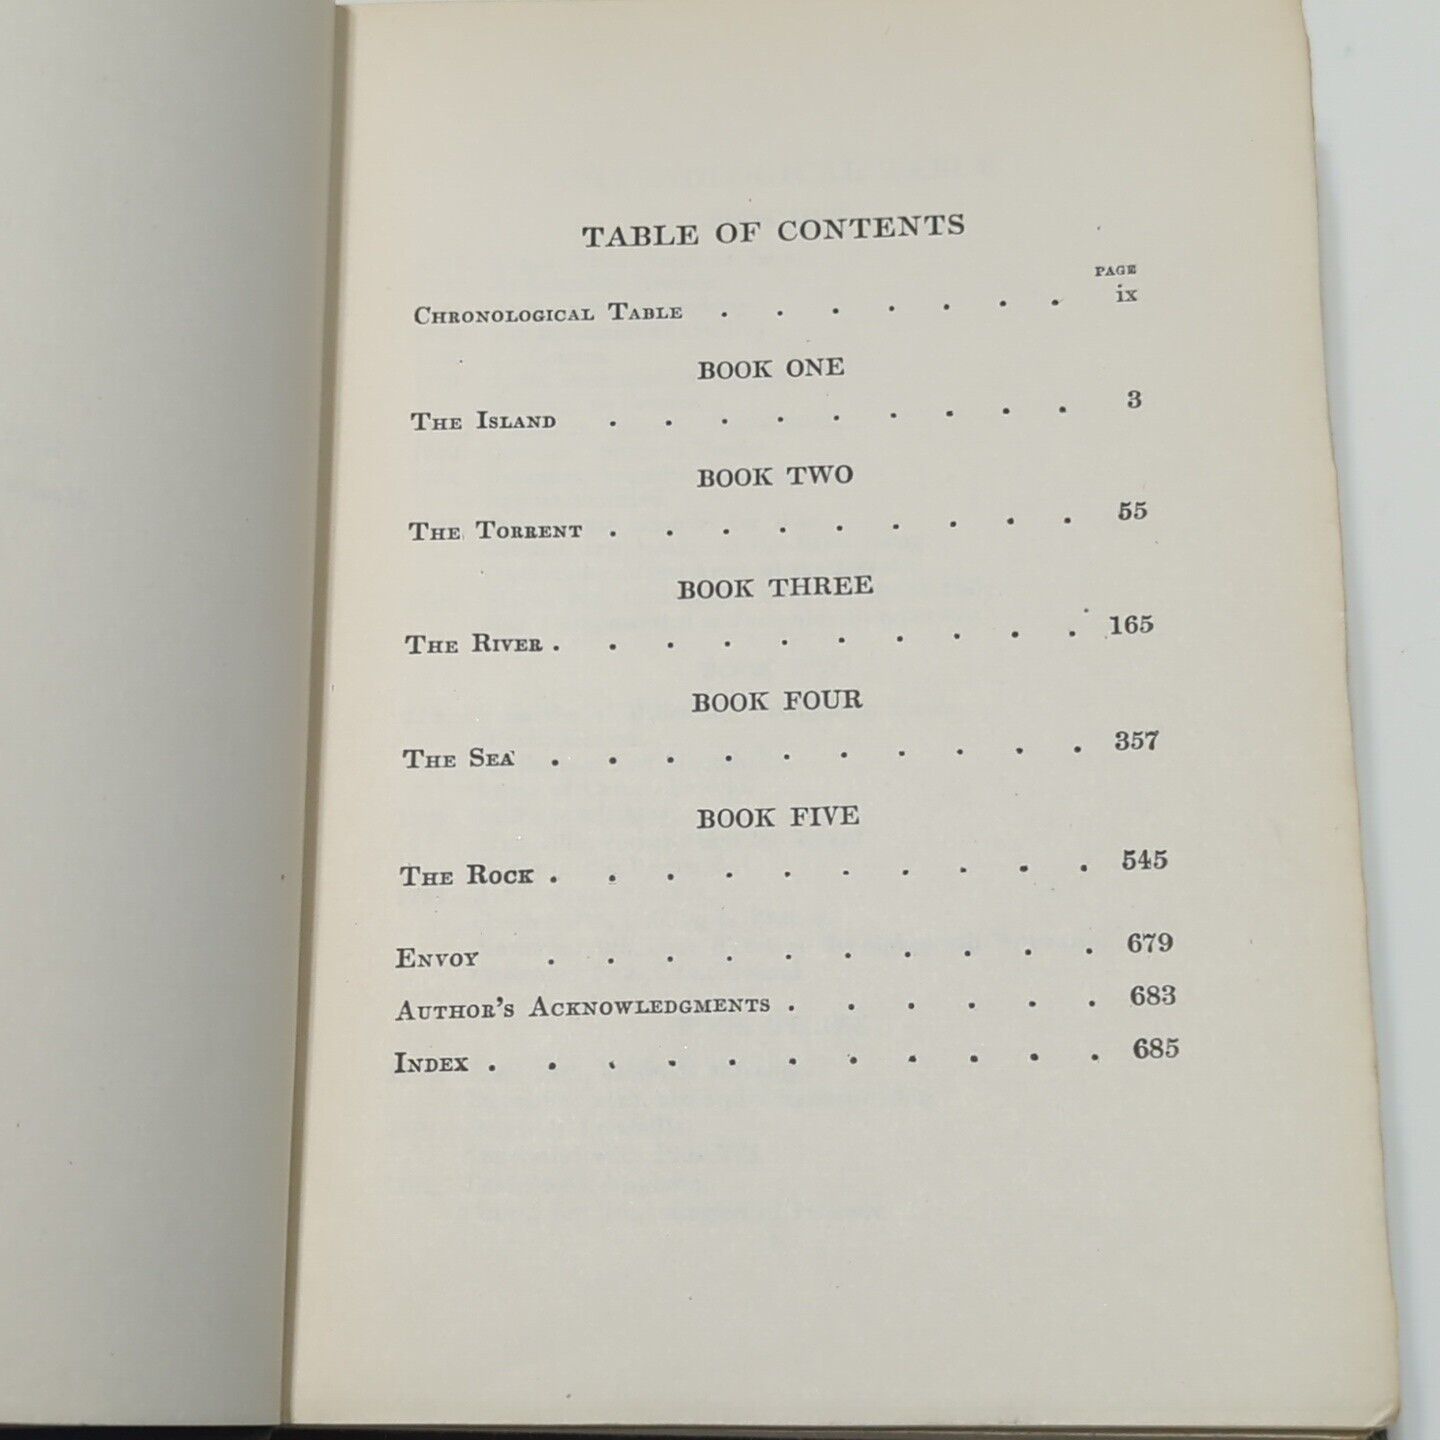 TABLE OF CONTENTS
PAGE
CHRONOLOGICAL TABLE . . . . . . . ix
BOOK ONE
THE ISLAND . . . . . . . . . 3
BOOK TWO
THE TORRENT . . . . . . . . . 55
BOOK THREE
THE RIVER . . . . . . . . . . 165
BOOK FOUR
THE SEA . . . . . . . . . . 357
BOOK FIVE
THE ROCK . . . . . . . . . . 545
ENVOY . . . . . . . . . . 679
AUTHOR'S ACKNOWLEDGMENTS . . . . . . 683
INDEX . . . . . . . . . . . 685